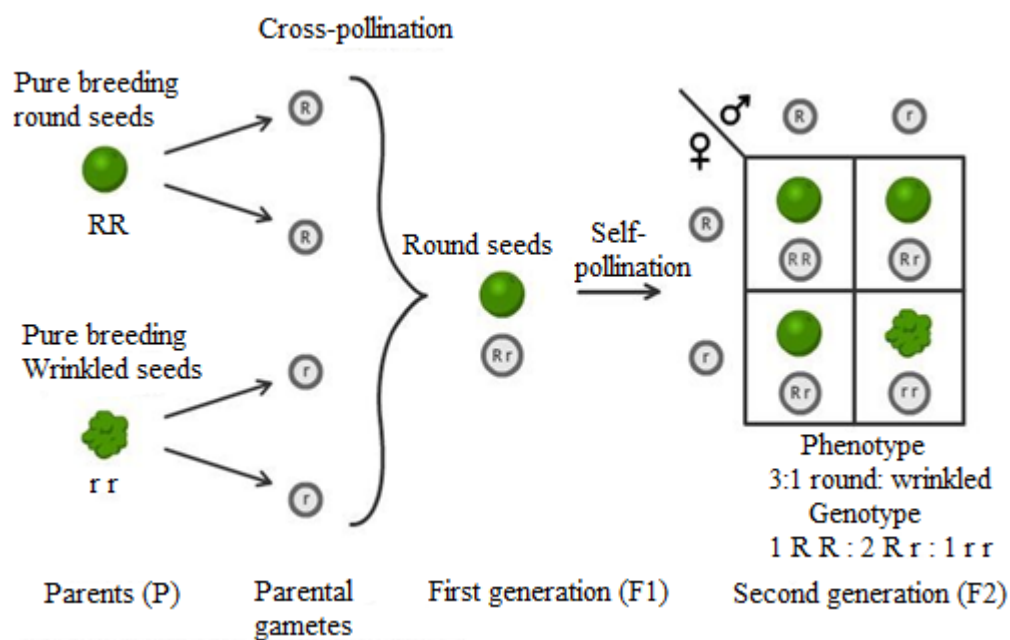 Cross-pollination
Pure breeding
round seeds
RR
R
R
Pure breeding
Wrinkled seeds
r r
r
r
Round seeds
Rr
Self-
pollination
♂
♀
R
r
R
RR
Rr
r
Rr
rr
Phenotype
3:1 round: wrinkled
Genotype
1 R R : 2 R r : 1 r r
Parents (P)
Parental
gametes
First generation (F1)
Second generation (F2)